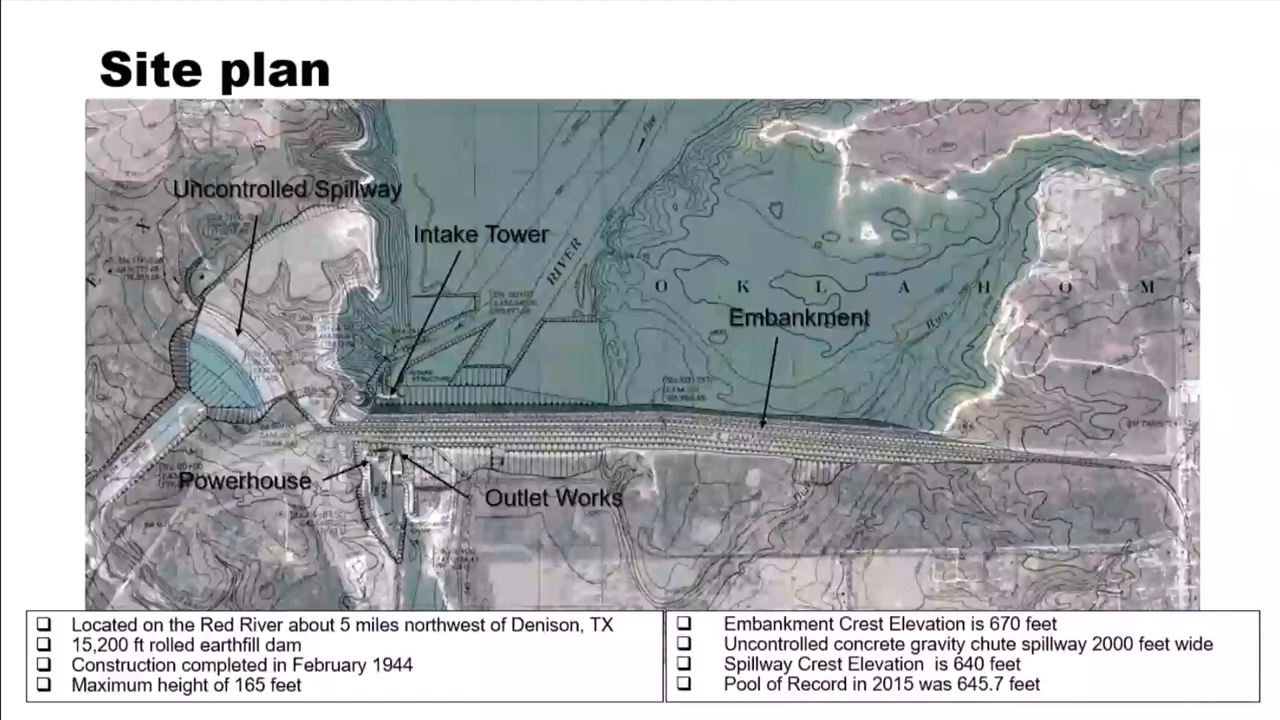 Site plan
Uncontrolled Spillway
Intake Tower
RIVER
O K L A H O M
Embankment
Powerhouse
Outlet Works
❑ Located on the Red River about 5 miles northwest of Denison, TX
❑ 15,200 ft rolled earthfill dam
❑ Construction completed in February 1944
❑ Maximum height of 165 feet
❑ Embankment Crest Elevation is 670 feet
❑ Uncontrolled concrete gravity chute spillway 2000 feet wide
❑ Spillway Crest Elevation is 640 feet
❑ Pool of Record in 2015 was 645.7 feet